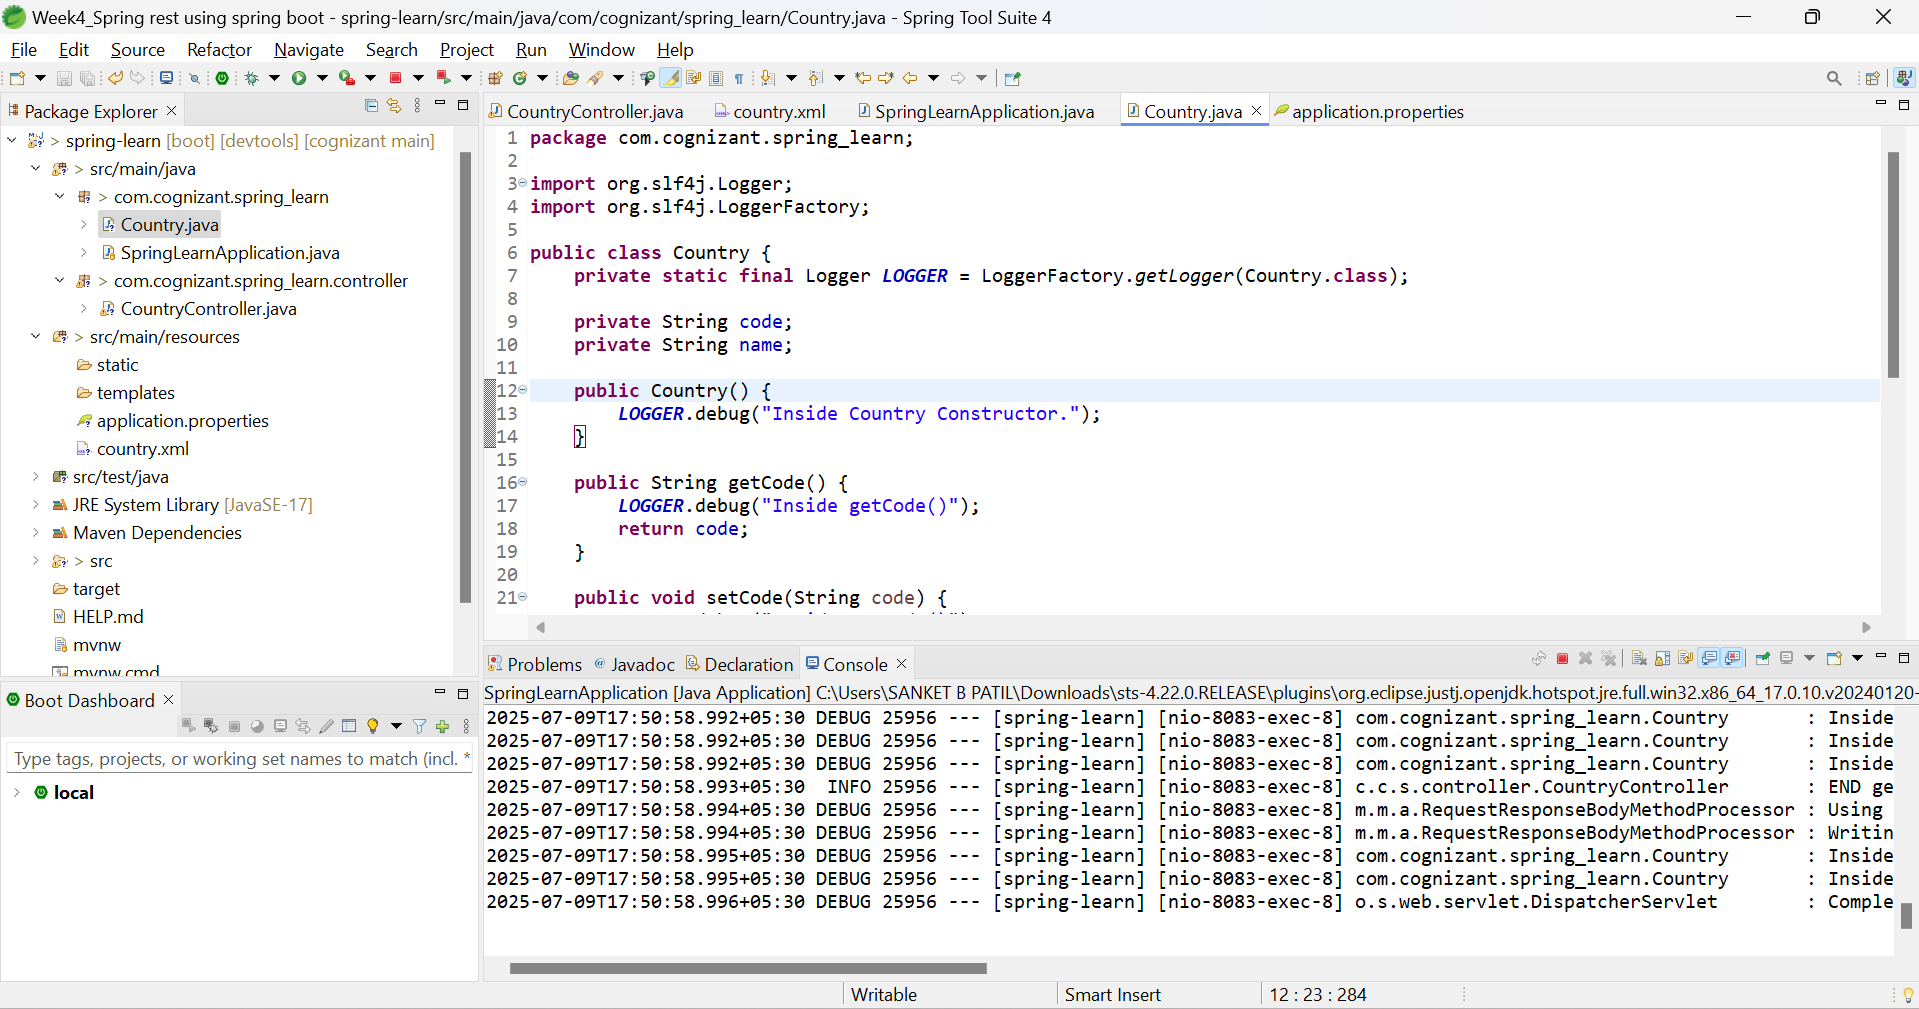 Week4_Spring rest using spring boot - spring-learn/src/main/java/com/cognizant/spring_learn/Country.java - Spring Tool Suite 4
File Edit Source Refactor Navigate Search Project Run Window Help
Package Explorer
> spring-learn [boot] [devtools] [cognizant main]
> src/main/java
> com.cognizant.spring_learn
Country.java
SpringLearnApplication.java
> com.cognizant.spring_learn.controller
CountryController.java
> src/main/resources
static
templates
application.properties
country.xml
src/test/java
JRE System Library [JavaSE-17]
Maven Dependencies
> src
target
HELP.md
mvnw
mvnw.cmd
Boot Dashboard
Type tags, projects, or working set names to match (incl. *
local
CountryController.java country.xml SpringLearnApplication.java Country.java application.properties
1 package com.cognizant.spring_learn;
2
3 import org.slf4j.Logger;
4 import org.slf4j.LoggerFactory;
5
6 public class Country {
7 private static final Logger LOGGER = LoggerFactory.getLogger(Country.class);
8
9 private String code;
10 private String name;
11
12 public Country() {
13 LOGGER.debug("Inside Country Constructor.");
14 }
15
16 public String getCode() {
17 LOGGER.debug("Inside getCode()");
18 return code;
19 }
20
21 public void setCode(String code) {
Problems Javadoc Declaration Console
SpringLearnApplication [Java Application] C:\Users\SANKET B PATIL\Downloads\sts-4.22.0.RELEASE\plugins\org.eclipse.justj.openjdk.hotspot.jre.full.win32.x86_64_17.0.10.v20240120-
2025-07-09T17:50:58.992+05:30 DEBUG 25956 --- [spring-learn] [nio-8083-exec-8] com.cognizant.spring_learn.Country : Inside
2025-07-09T17:50:58.992+05:30 DEBUG 25956 --- [spring-learn] [nio-8083-exec-8] com.cognizant.spring_learn.Country : Inside
2025-07-09T17:50:58.992+05:30 DEBUG 25956 --- [spring-learn] [nio-8083-exec-8] com.cognizant.spring_learn.Country : Inside
2025-07-09T17:50:58.993+05:30 INFO 25956 --- [spring-learn] [nio-8083-exec-8] c.c.s.controller.CountryController : END ge
2025-07-09T17:50:58.994+05:30 DEBUG 25956 --- [spring-learn] [nio-8083-exec-8] m.m.a.RequestResponseBodyMethodProcessor : Using
2025-07-09T17:50:58.994+05:30 DEBUG 25956 --- [spring-learn] [nio-8083-exec-8] m.m.a.RequestResponseBodyMethodProcessor : Writin
2025-07-09T17:50:58.995+05:30 DEBUG 25956 --- [spring-learn] [nio-8083-exec-8] com.cognizant.spring_learn.Country : Inside
2025-07-09T17:50:58.995+05:30 DEBUG 25956 --- [spring-learn] [nio-8083-exec-8] com.cognizant.spring_learn.Country : Inside
2025-07-09T17:50:58.996+05:30 DEBUG 25956 --- [spring-learn] [nio-8083-exec-8] o.s.web.servlet.DispatcherServlet : Comple
Writable Smart Insert 12 : 23 : 284